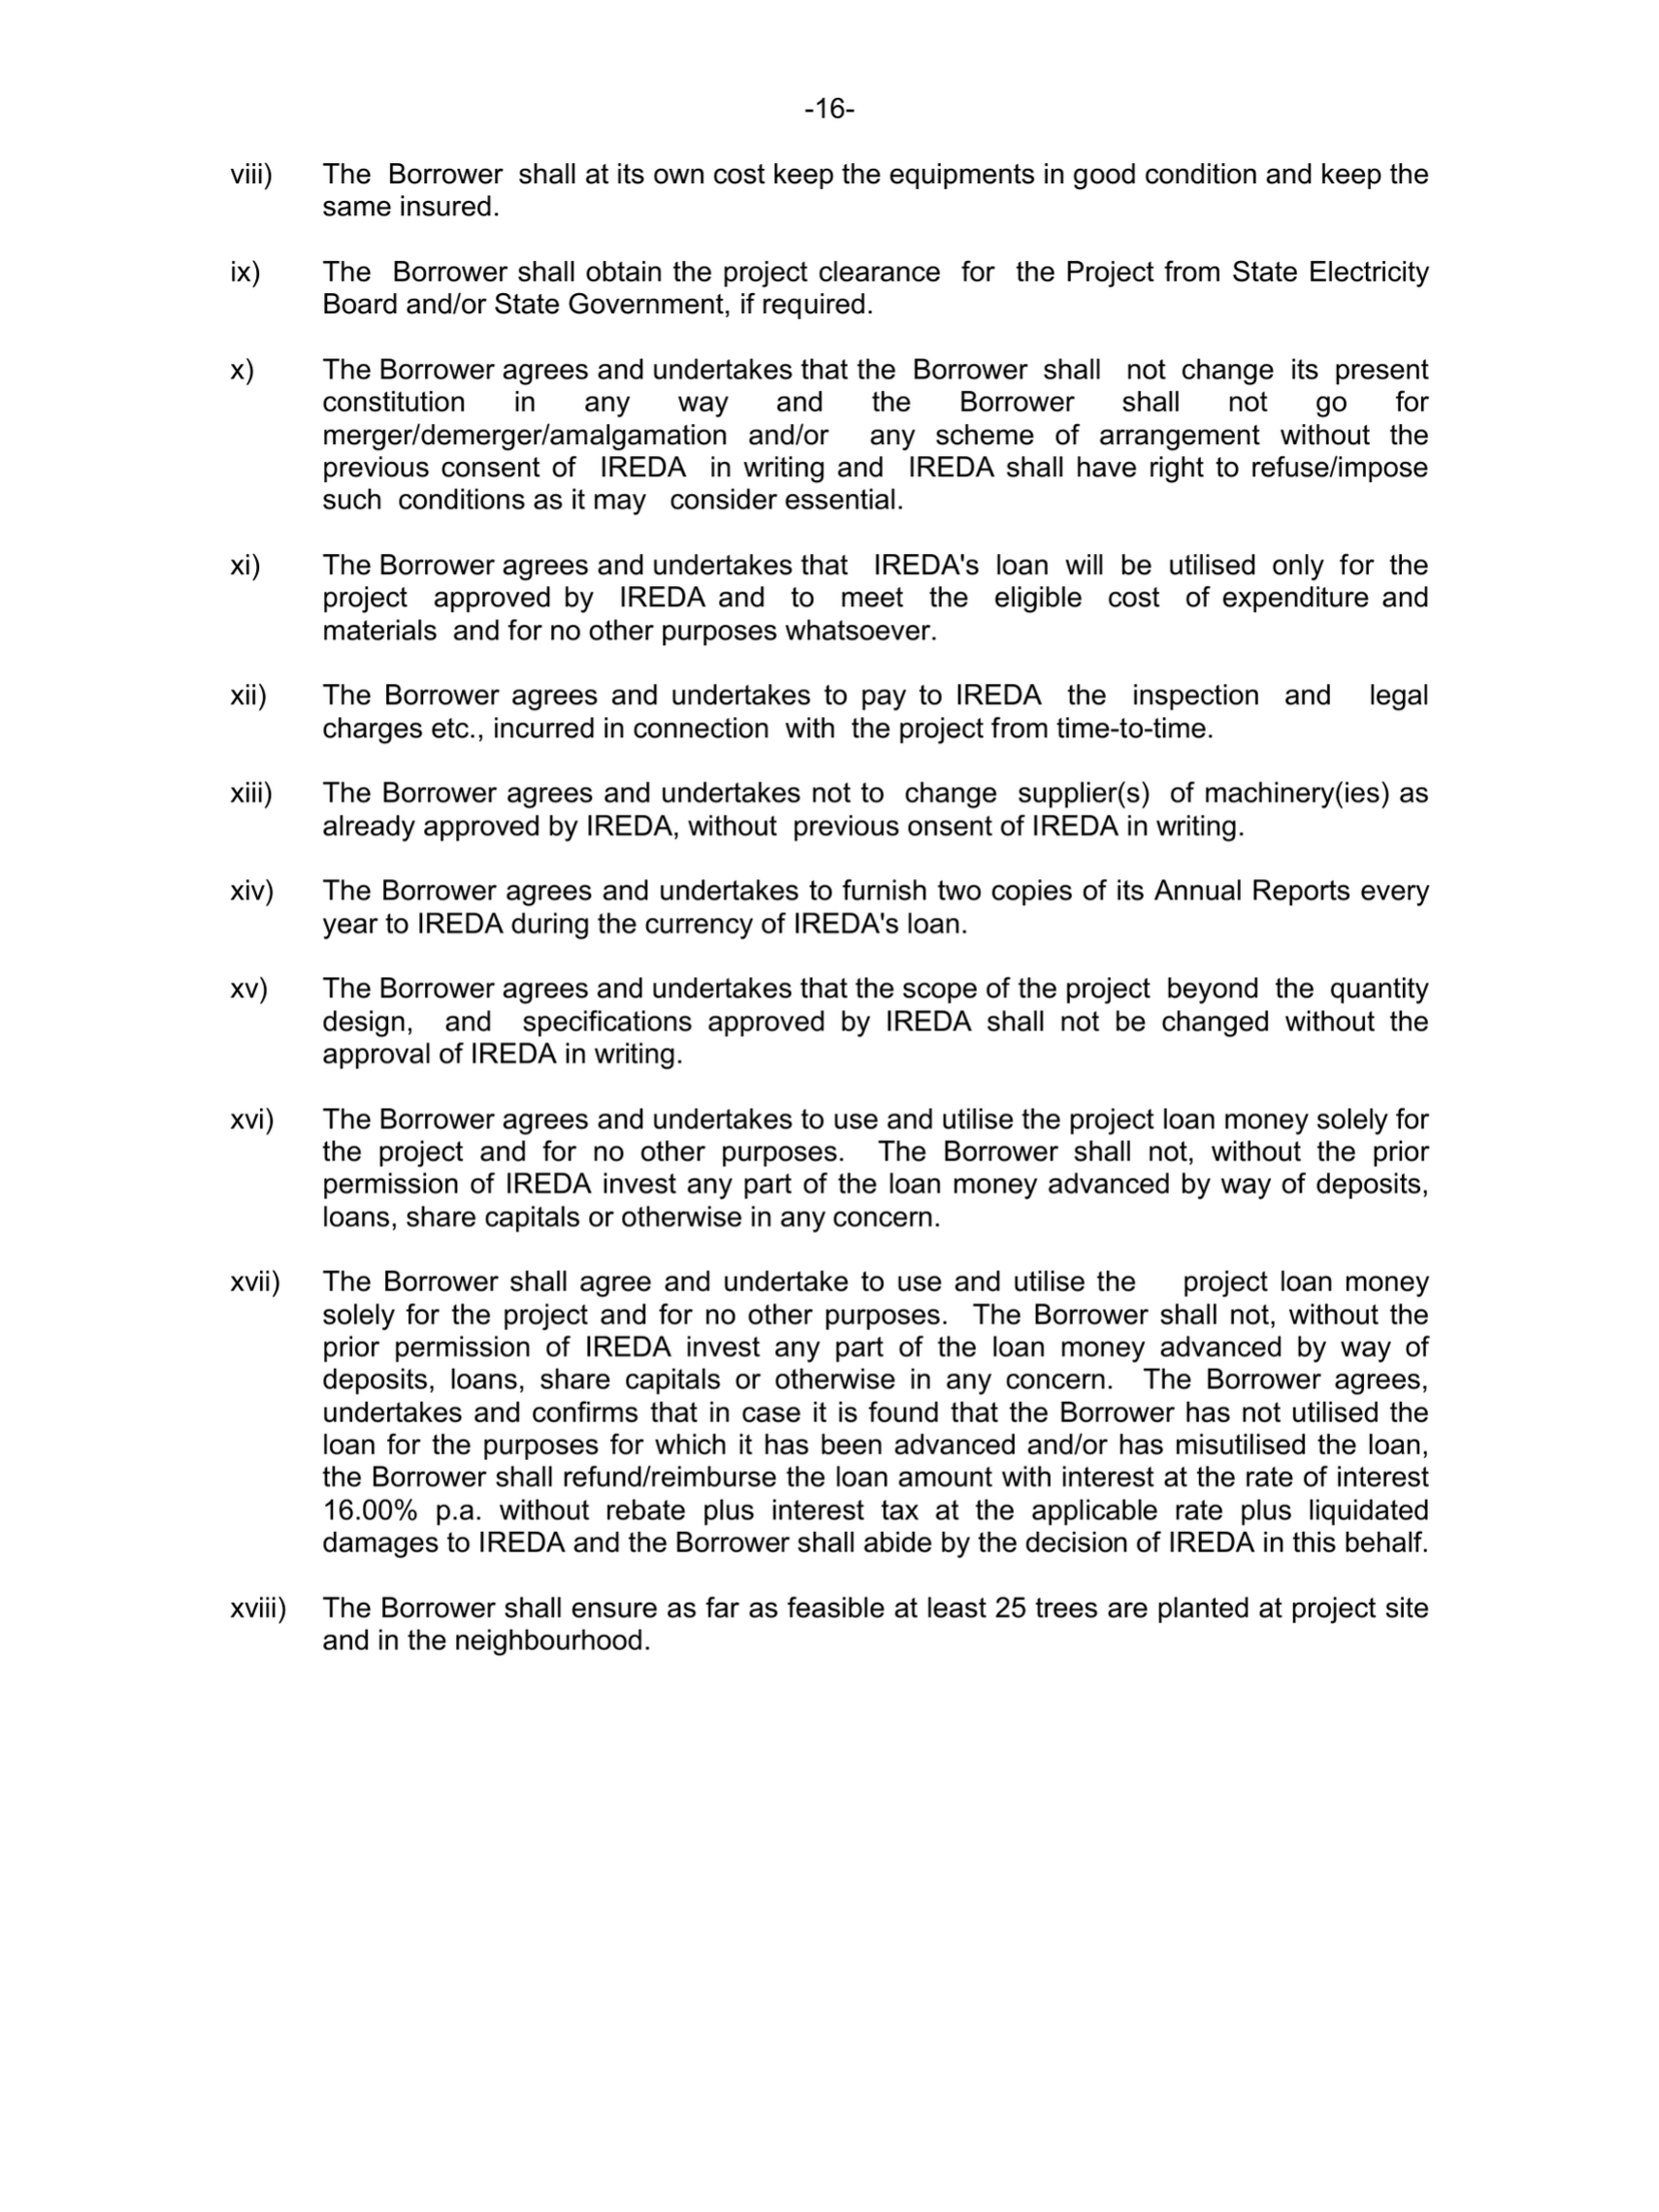 -16-
viii) The Borrower shall at its own cost keep the equipments in good condition and keep the
same insured.
ix) The Borrower shall obtain the project clearance for the Project from State Electricity
Board and/or State Government, if required.
x) The Borrower agrees and undertakes that the Borrower shall not change its present
constitution in any way and the Borrower shall not go for
merger/demerger/amalgamation and/or any scheme of arrangement without the
previous consent of IREDA in writing and IREDA shall have right to refuse/impose
such conditions as it may consider essential.
xi) The Borrower agrees and undertakes that IREDA's loan will be utilised only for the
project approved by IREDA and to meet the eligible cost of expenditure and
materials and for no other purposes whatsoever.
xii) The Borrower agrees and undertakes to pay to IREDA the inspection and legal
charges etc., incurred in connection with the project from time-to-time.
xiii) The Borrower agrees and undertakes not to change supplier(s) of machinery(ies) as
already approved by IREDA, without previous onsent of IREDA in writing.
xiv) The Borrower agrees and undertakes to furnish two copies of its Annual Reports every
year to IREDA during the currency of IREDA's loan.
xv) The Borrower agrees and undertakes that the scope of the project beyond the quantity
design, and specifications approved by IREDA shall not be changed without the
approval of IREDA in writing.
xvi) The Borrower agrees and undertakes to use and utilise the project loan money solely for
the project and for no other purposes. The Borrower shall not, without the prior
permission of IREDA invest any part of the loan money advanced by way of deposits,
loans, share capitals or otherwise in any concern.
xvii) The Borrower shall agree and undertake to use and utilise the project loan money
solely for the project and for no other purposes. The Borrower shall not, without the
prior permission of IREDA invest any part of the loan money advanced by way of
deposits, loans, share capitals or otherwise in any concern. The Borrower agrees,
undertakes and confirms that in case it is found that the Borrower has not utilised the
loan for the purposes for which it has been advanced and/or has misutilised the loan,
the Borrower shall refund/reimburse the loan amount with interest at the rate of interest
16.00% p.a. without rebate plus interest tax at the applicable rate plus liquidated
damages to IREDA and the Borrower shall abide by the decision of IREDA in this behalf.
xviii) The Borrower shall ensure as far as feasible at least 25 trees are planted at project site
and in the neighbourhood.